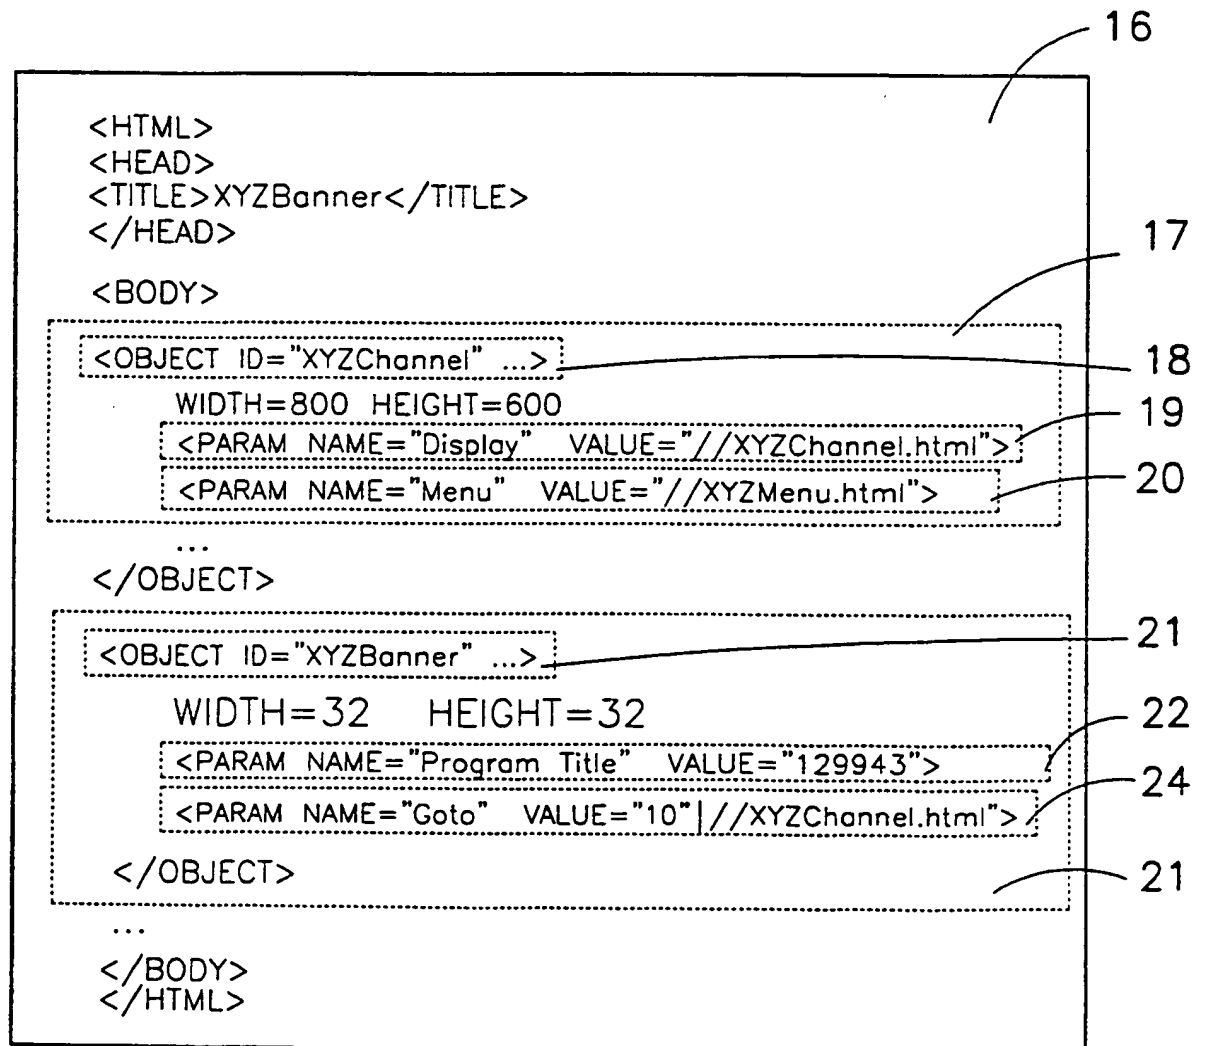 16
<HTML>
<HEAD>
<TITLE>XYZBanner</TITLE>
</HEAD>
17
<BODY>
<OBJECT ID="XYZChannel" ...>
18
WIDTH=800 HEIGHT=600
19
<PARAM NAME="Display" VALUE="//XYZChannel.html">
<PARAM NAME="Menu" VALUE="//XYZMenu.html">
20
...
</OBJECT>
<OBJECT ID="XYZBanner" ...>
21
WIDTH=32 HEIGHT=32
22
<PARAM NAME="Program Title" VALUE="129943">
24
<PARAM NAME="Goto" VALUE="10"|//XYZChannel.html">
</OBJECT>
21
...
</BODY>
</HTML>